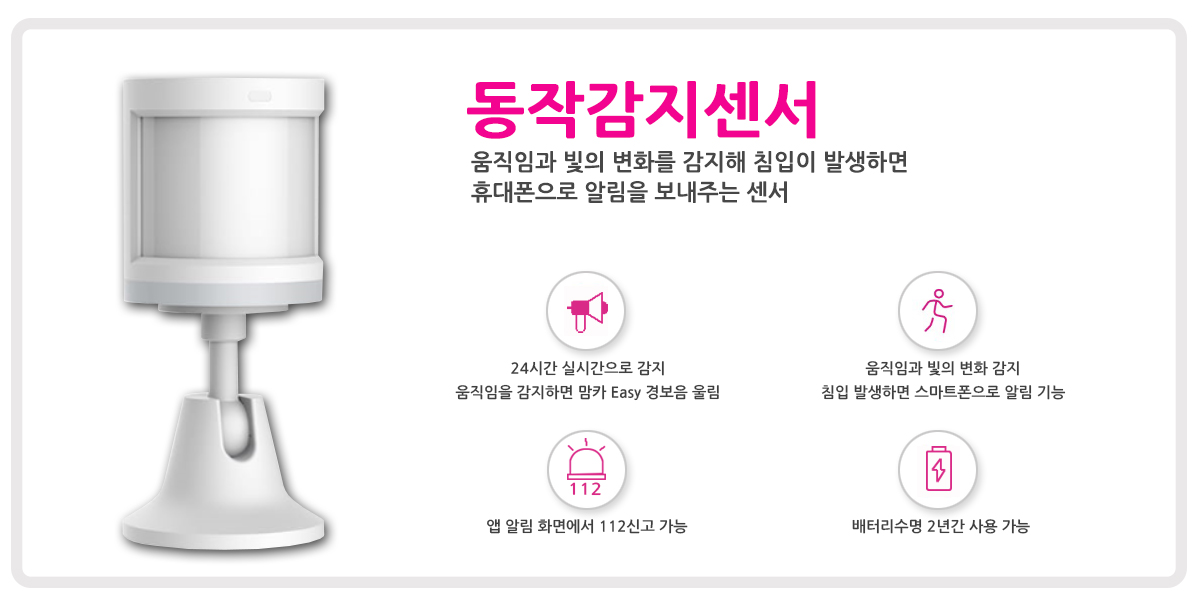 동작감지센서
움직임과 빛의 변화를 감지해 침입이 발생하면
휴대폰으로 알림을 보내주는 센서
24시간 실시간으로 감지
움직임을 감지하면 맘카 Easy 경보음 울림
움직임과 빛의 변화 감지
침입 발생하면 스마트폰으로 알림 기능
112
앱 알림 화면에서 112신고 가능
배터리수명 2년간 사용 가능